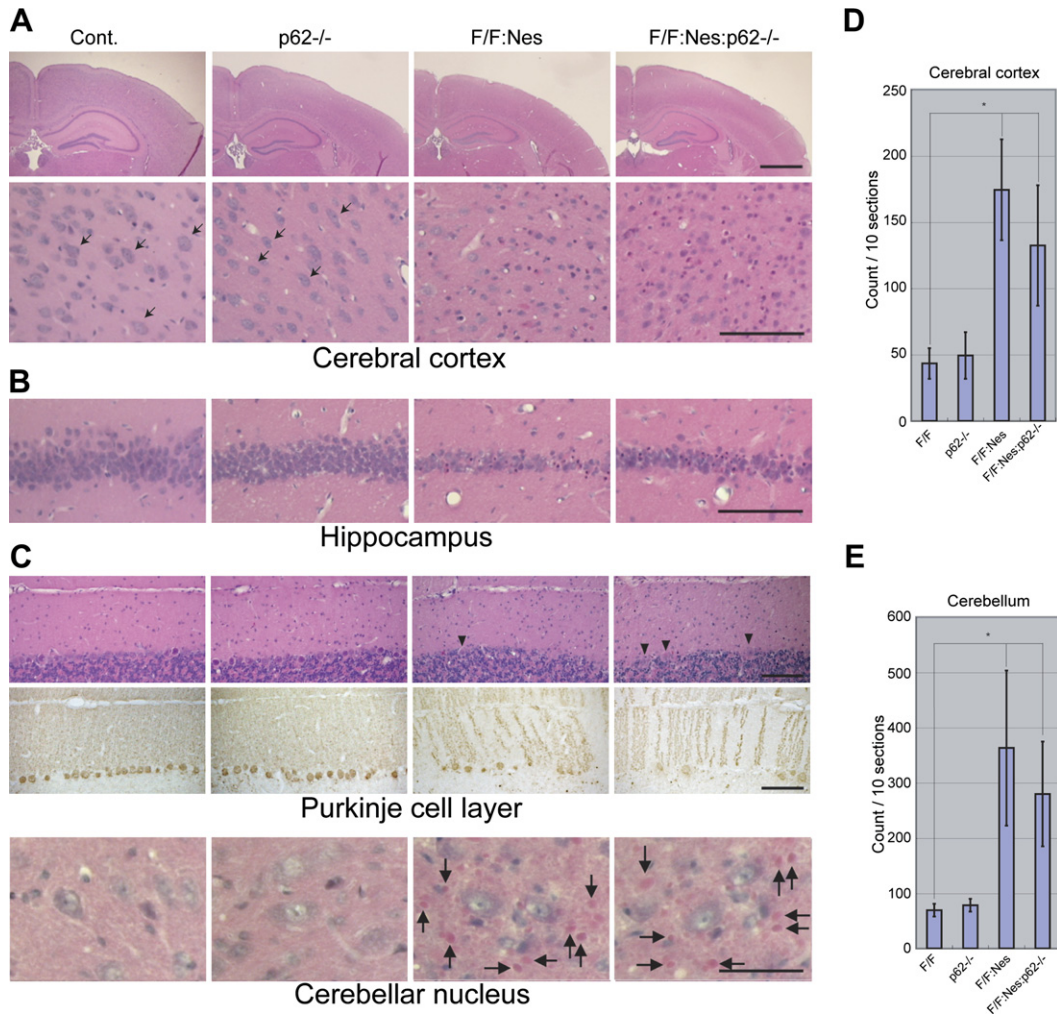 A
Cont.
p62-/-
F/F:Nes
F/F:Nes:p62-/-
Cerebral cortex
B
Hippocampus
C
Purkinje cell layer
Cerebellar nucleus
D
Cerebral cortex
Count / 10 sections
250
200
150
100
50
0
*
F/F
p62-/-
F/F:Nes
F/F:Nes:p62-/-
E
Cerebellum
Count / 10 sections
600
500
400
300
200
100
0
*
F/F
p62-/-
F/F:Nes
F/F:Nes:p62-/-